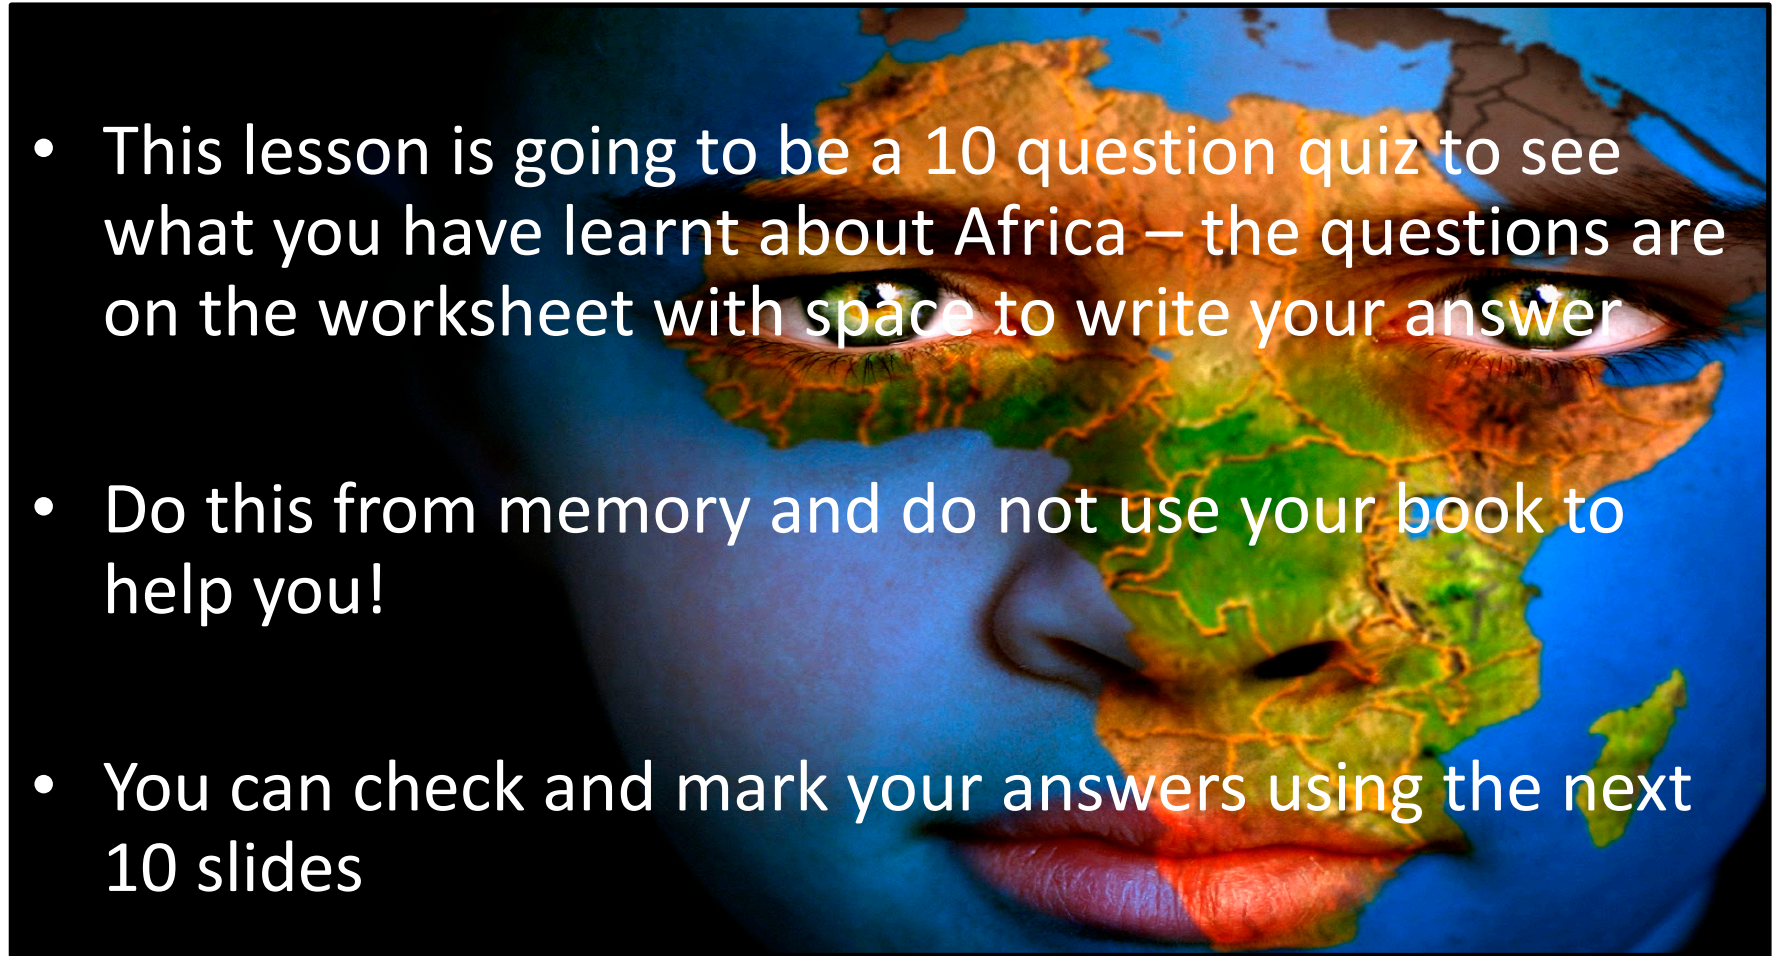 • This lesson is going to be a 10 question quiz to see
what you have learnt about Africa – the questions are
on the worksheet with space to write your answer
• Do this from memory and do not use your book to
help you!
• You can check and mark your answers using the next
10 slides